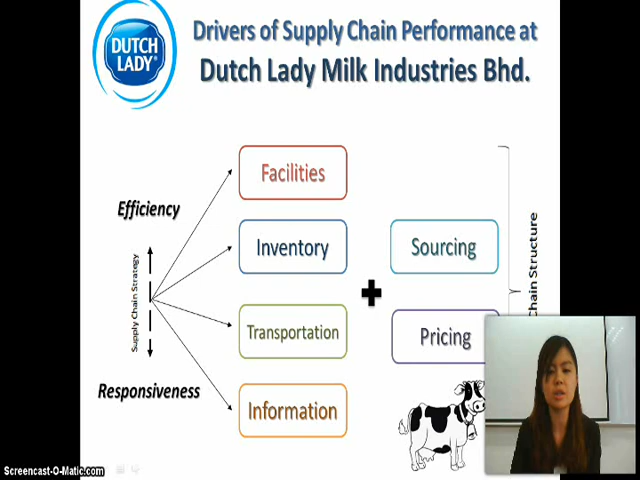 DUTCH
LADY
Drivers of Supply Chain Performance at
Dutch Lady Milk Industries Bhd.
Facilities
Efficiency
Inventory
Sourcing
Supply Chain Strategy
Chain Structure
Transportation
Pricing
Responsiveness
Information
Screencast-O-Matic.com